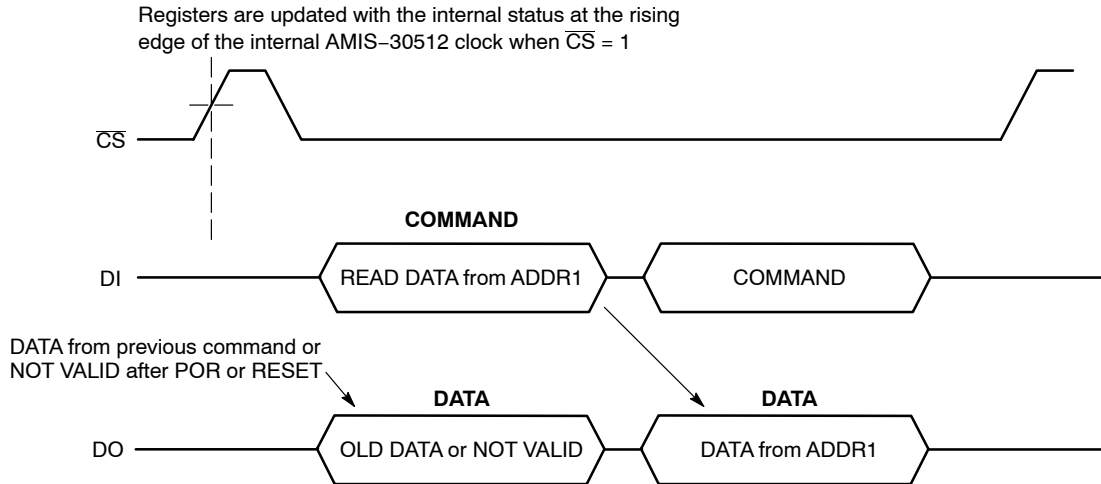 Registers are updated with the internal status at the rising
edge of the internal AMIS−30512 clock when C̅S̅ = 1
C̅S̅
COMMAND
DI
READ DATA from ADDR1
COMMAND
DATA from previous command or
NOT VALID after POR or RESET
DATA
DATA
DO
OLD DATA or NOT VALID
DATA from ADDR1